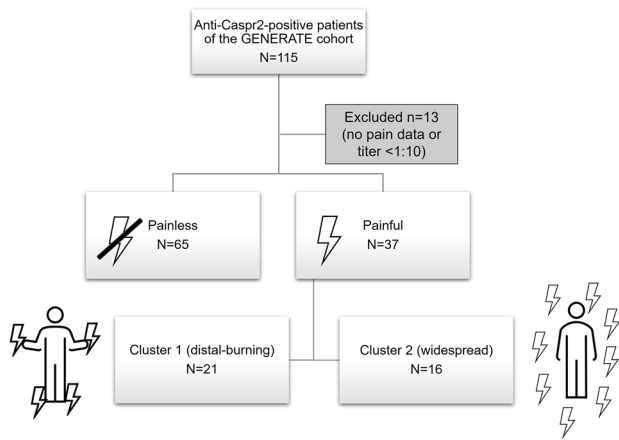 Anti-Caspr2-positive patients
of the GENERATE cohort
N=115
Excluded n=13
(no pain data or
titer <1:10)
Painless
N=65
Painful
N=37
Cluster 1 (distal-burning)
N=21
Cluster 2 (widespread)
N=16